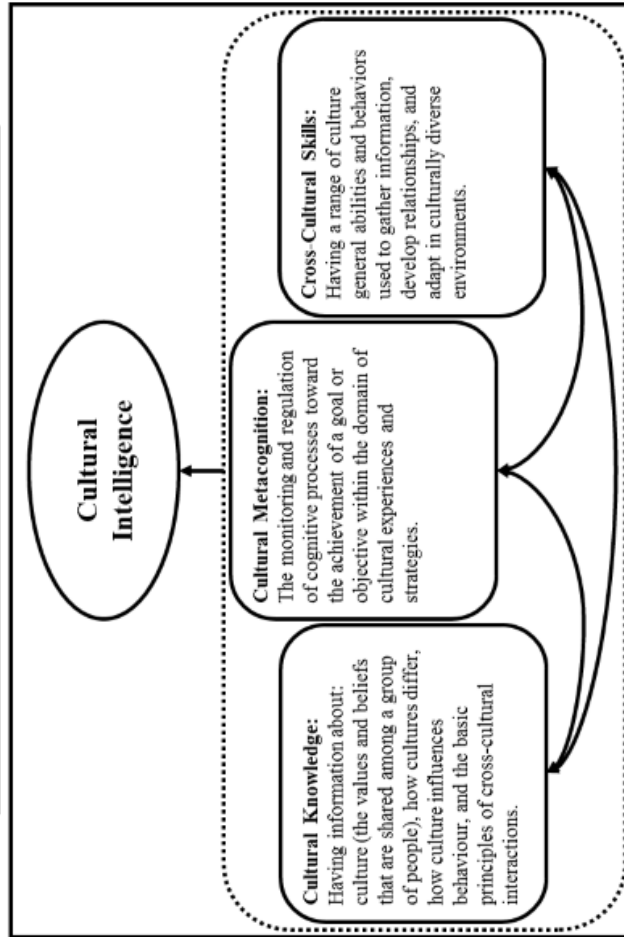 Cultural
Intelligence
Cultural Knowledge:
Having information about:
culture (the values and beliefs
that are shared among a group
of people), how cultures differ,
how culture influences
behaviour, and the basic
principles of cross-cultural
interactions.
Cultural Metacognition:
The monitoring and regulation
of cognitive processes toward
the achievement of a goal or
objective within the domain of
cultural experiences and
strategies.
Cross-Cultural Skills:
Having a range of culture
general abilities and behaviors
used to gather information,
develop relationships, and
adapt in culturally diverse
environments.